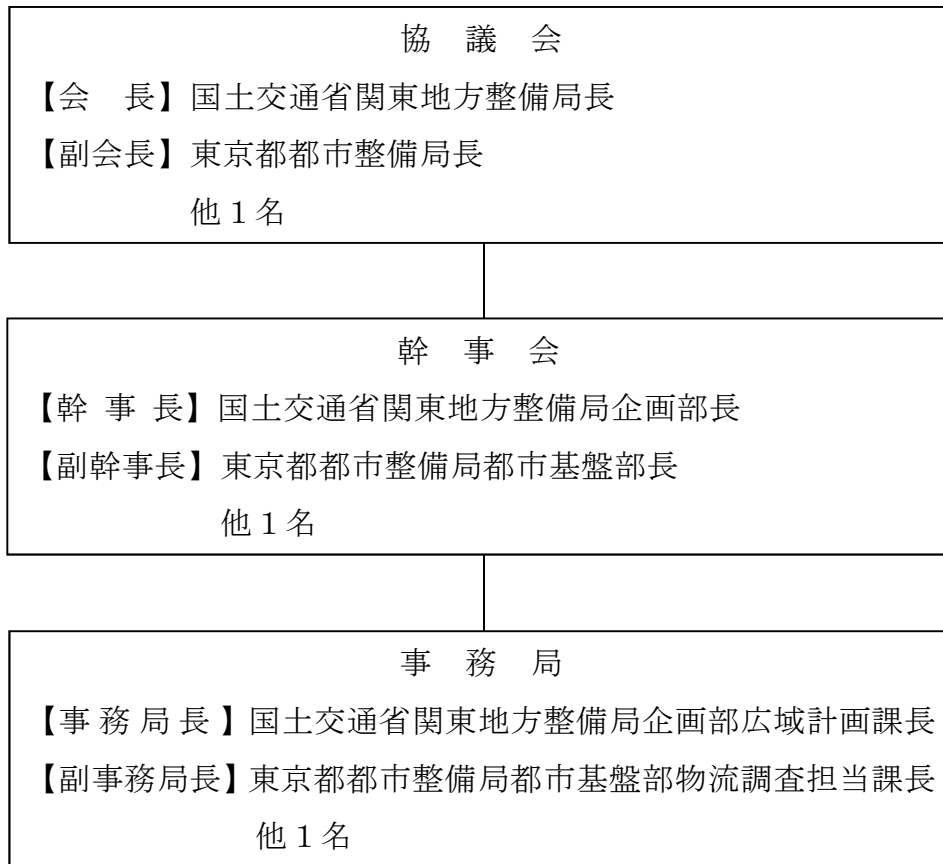 協　議　会
【会　長】国土交通省関東地方整備局長
【副会長】東京都都市整備局長
他１名
幹　事　会
【幹 事 長】国土交通省関東地方整備局企画部長
【副幹事長】東京都都市整備局都市基盤部長
他１名
事　務　局
【事 務 局 長 】国土交通省関東地方整備局企画部広域計画課長
【副事務局長】東京都都市整備局都市基盤部物流調査担当課長
他１名